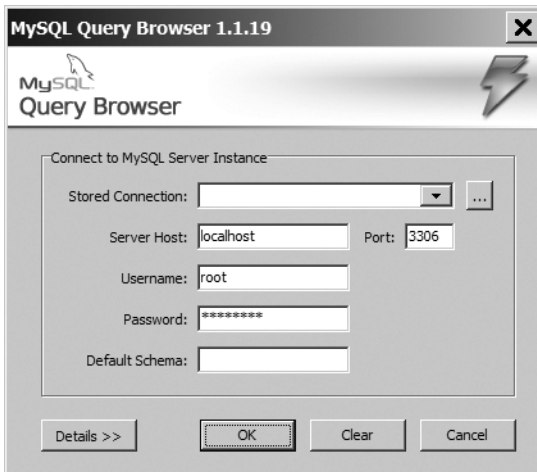 MySQL Query Browser 1.1.19
MySQL
Query Browser
Connect to MySQL Server Instance
Stored Connection:
...
Server Host: localhost Port: 3306
Username: root
Password: ********
Default Schema:
Details >> OK Clear Cancel